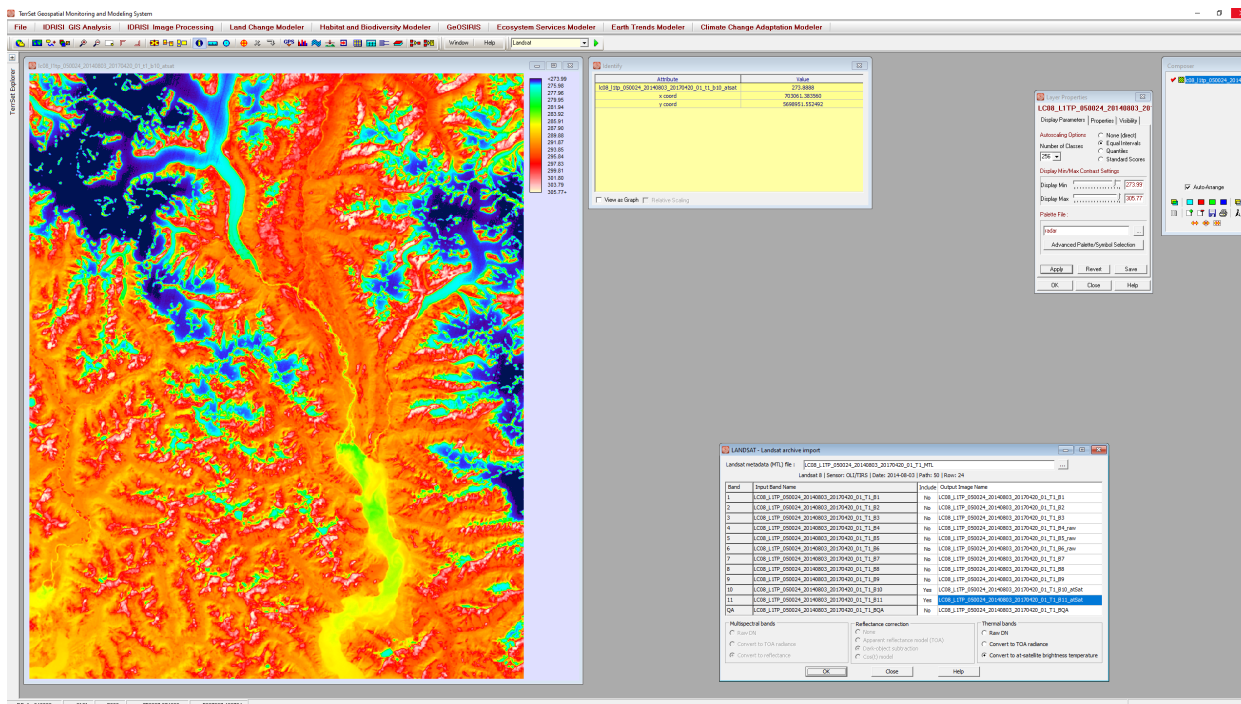 TerrSet Geospatial Monitoring and Modeling System
File IDRISI GIS Analysis IDRISI Image Processing Land Change Modeler Habitat and Biodiversity Modeler GeOSIRIS Ecosystem Services Modeler Earth Trends Modeler Climate Change Adaptation Modeler
Window Help Landsat
TerrSet Explorer
lc08_l1tp_050024_20140803_20170420_01_t1_b10_atsat
<273.99
275.98
277.96
279.95
281.94
283.92
285.91
287.90
289.88
291.87
293.85
295.84
297.83
299.81
301.80
303.79
305.77+
Identify
Attribute Value
lc08_l1tp_050024_20140803_20170420_01_t1_b10_atsat 273.8888
x coord 703061.383560
y coord 5698951.552492
View as Graph Relative Scaling
Layer Properties
LC08_L1TP_050024_20140803_20
Display Parameters Properties Visibility
Autoscaling Options
None (direct)
Number of Classes
Equal Intervals
Quantiles
256
Standard Scores
Display Min/Max Contrast Settings
Display Min 273.99
Display Max 305.77
Palette File :
radar ...
Advanced Palette/Symbol Selection
Apply Revert Save
OK Close Help
Composer
lc08_l1tp_050024_2014
Auto-Arrange
LANDSAT - Landsat archive import
Landsat metadata (MTL) file : LC08_L1TP_050024_20140803_20170420_01_T1_MTL ...
Landsat 8 | Sensor: OLI/TIRS | Date: 2014-08-03 | Path: 50 | Row: 24
Band Input Band Name Include Output Image Name
1 LC08_L1TP_050024_20140803_20170420_01_T1_B1 No LC08_L1TP_050024_20140803_20170420_01_T1_B1
2 LC08_L1TP_050024_20140803_20170420_01_T1_B2 No LC08_L1TP_050024_20140803_20170420_01_T1_B2
3 LC08_L1TP_050024_20140803_20170420_01_T1_B3 No LC08_L1TP_050024_20140803_20170420_01_T1_B3
4 LC08_L1TP_050024_20140803_20170420_01_T1_B4 No LC08_L1TP_050024_20140803_20170420_01_T1_B4_raw
5 LC08_L1TP_050024_20140803_20170420_01_T1_B5 No LC08_L1TP_050024_20140803_20170420_01_T1_B5_raw
6 LC08_L1TP_050024_20140803_20170420_01_T1_B6 No LC08_L1TP_050024_20140803_20170420_01_T1_B6_raw
7 LC08_L1TP_050024_20140803_20170420_01_T1_B7 No LC08_L1TP_050024_20140803_20170420_01_T1_B7
8 LC08_L1TP_050024_20140803_20170420_01_T1_B8 No LC08_L1TP_050024_20140803_20170420_01_T1_B8
9 LC08_L1TP_050024_20140803_20170420_01_T1_B9 No LC08_L1TP_050024_20140803_20170420_01_T1_B9
10 LC08_L1TP_050024_20140803_20170420_01_T1_B10 Yes LC08_L1TP_050024_20140803_20170420_01_T1_B10_atSat
11 LC08_L1TP_050024_20140803_20170420_01_T1_B11 Yes LC08_L1TP_050024_20140803_20170420_01_T1_B11_atSat
QA LC08_L1TP_050024_20140803_20170420_01_T1_BQA No LC08_L1TP_050024_20140803_20170420_01_T1_BQA
Multispectral bands Reflectance correction Thermal bands
Raw DN None Raw DN
Apparent reflectance model (TOA)
Convert to TOA radiance Dark-object subtraction Convert to TOA radiance
Convert to reflectance Cos(t) model Convert to at-satellite brightness temperature
OK Close Help